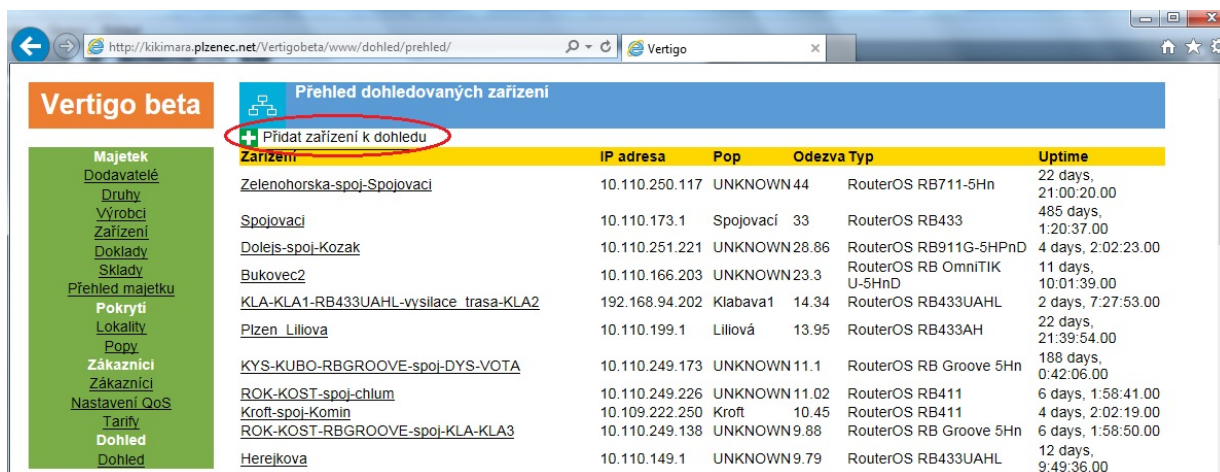 http://kikimara.plzenec.net/Vertigobeta/www/dohled/prehled/
Vertigo
Vertigo beta
Přehled dohledovaných zařízení
Přidat zařízení k dohledu
Majetek
Dodavatelé
Druhy
Výrobci
Zařízení
Doklady
Sklady
Přehled majetku
Pokrytí
Lokality
Popy
Zákazníci
Zákazníci
Nastavení QoS
Tarify
Dohled
Dohled
Zařízení IP adresa Pop Odezva Typ Uptime
Zelenohorska-spoj-Spojovaci 10.110.250.117 UNKNOWN 44 RouterOS RB711-5Hn 22 days,
21:00:20.00
Spojovaci 10.110.173.1 Spojovací 33 RouterOS RB433 485 days,
1:20:37.00
Dolejs-spoj-Kozak 10.110.251.221 UNKNOWN 28.86 RouterOS RB911G-5HPnD 4 days, 2:02:23.00
Bukovec2 10.110.166.203 UNKNOWN 23.3 RouterOS RB OmniTIK 11 days,
U-5HnD 10:01:39.00
KLA-KLA1-RB433UAHL-vysilace_trasa-KLA2 192.168.94.202 Klabava1 14.34 RouterOS RB433UAHL 2 days, 7:27:53.00
Plzen_Liliova 10.110.199.1 Liliová 13.95 RouterOS RB433AH 22 days,
21:39:54.00
KYS-KUBO-RBGROOVE-spoj-DYS-VOTA 10.110.249.173 UNKNOWN 11.1 RouterOS RB Groove 5Hn 188 days,
0:42:06.00
ROK-KOST-spoj-chlum 10.110.249.226 UNKNOWN 11.02 RouterOS RB411 6 days, 1:58:41.00
Kroft-spoj-Komin 10.109.222.250 Kroft 10.45 RouterOS RB411 4 days, 2:02:19.00
ROK-KOST-RBGROOVE-spoj-KLA-KLA3 10.110.249.138 UNKNOWN 9.88 RouterOS RB Groove 5Hn 6 days, 1:58:50.00
Herejkova 10.110.149.1 UNKNOWN 9.79 RouterOS RB433UAHL 12 days,
9:49:36.00